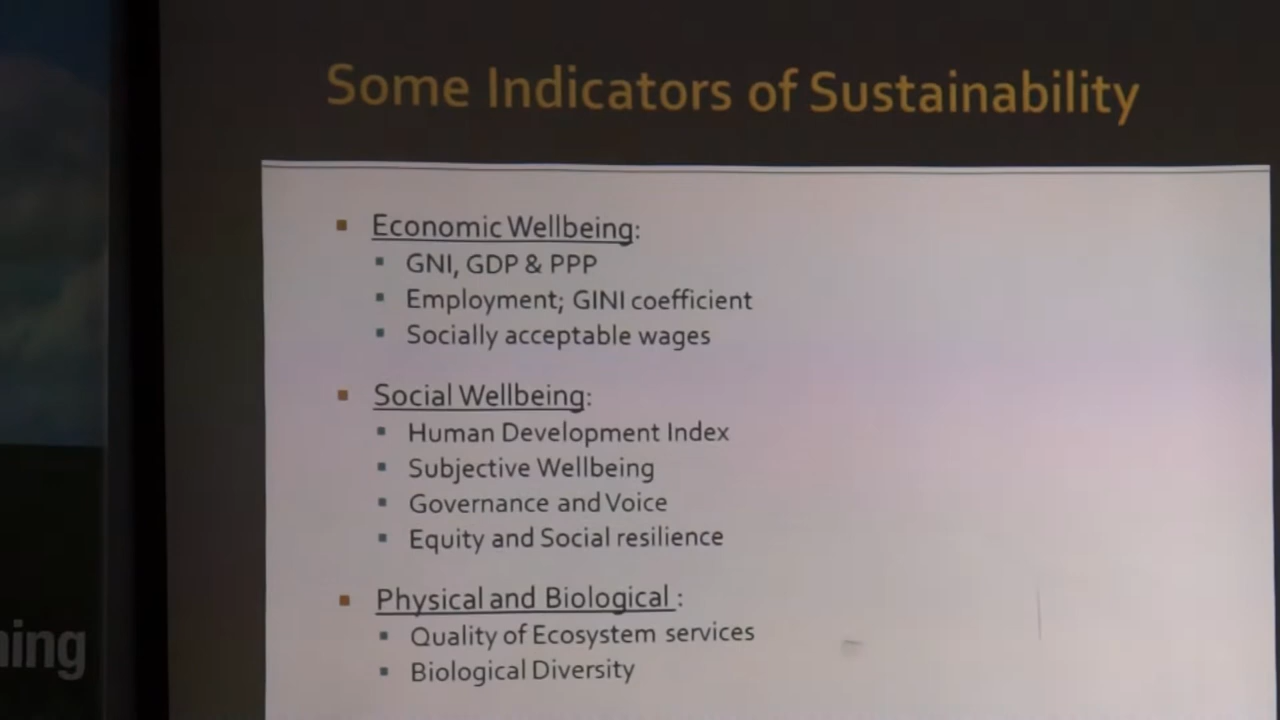 Some Indicators of Sustainability
Economic Wellbeing:
GNI, GDP & PPP
Employment; GINI coefficient
Socially acceptable wages
Social Wellbeing:
Human Development Index
Subjective Wellbeing
Governance and Voice
Equity and Social resilience
Physical and Biological :
Quality of Ecosystem services
Biological Diversity